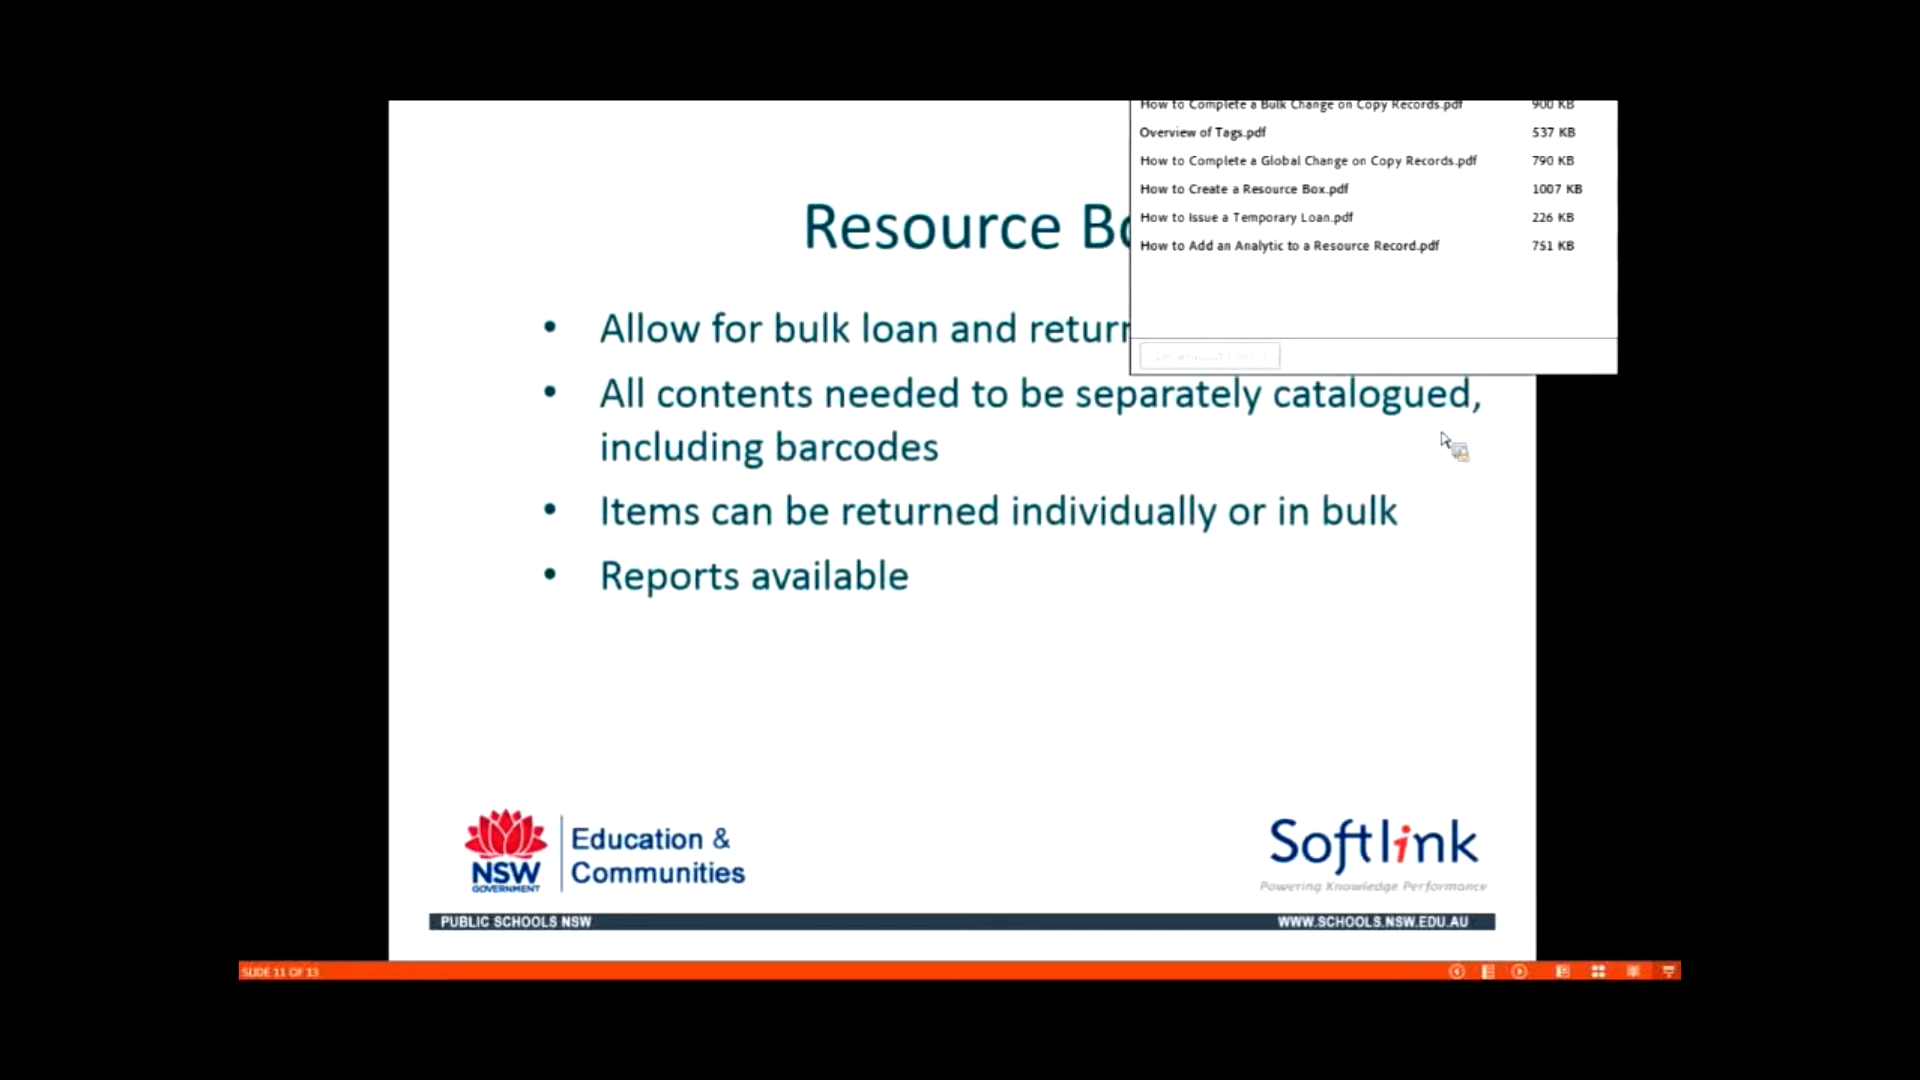 How to Complete a Bulk Change on Copy Records.pdf 900 KB
Overview of Tags.pdf 537 KB
How to Complete a Global Change on Copy Records.pdf 790 KB
How to Create a Resource Box.pdf 1007 KB
How to Issue a Temporary Loan.pdf 226 KB
How to Add an Analytic to a Resource Record.pdf 751 KB
Resource
• Allow for bulk loan and return
• All contents needed to be separately catalogued,
including barcodes
• Items can be returned individually or in bulk
• Reports available
NSW
GOVERNMENT
Education &
Communities
Softlink
Powering Knowledge Performance
PUBLIC SCHOOLS NSW
WWW.SCHOOLS.NSW.EDU.AU
SLIDE 11 OF 13